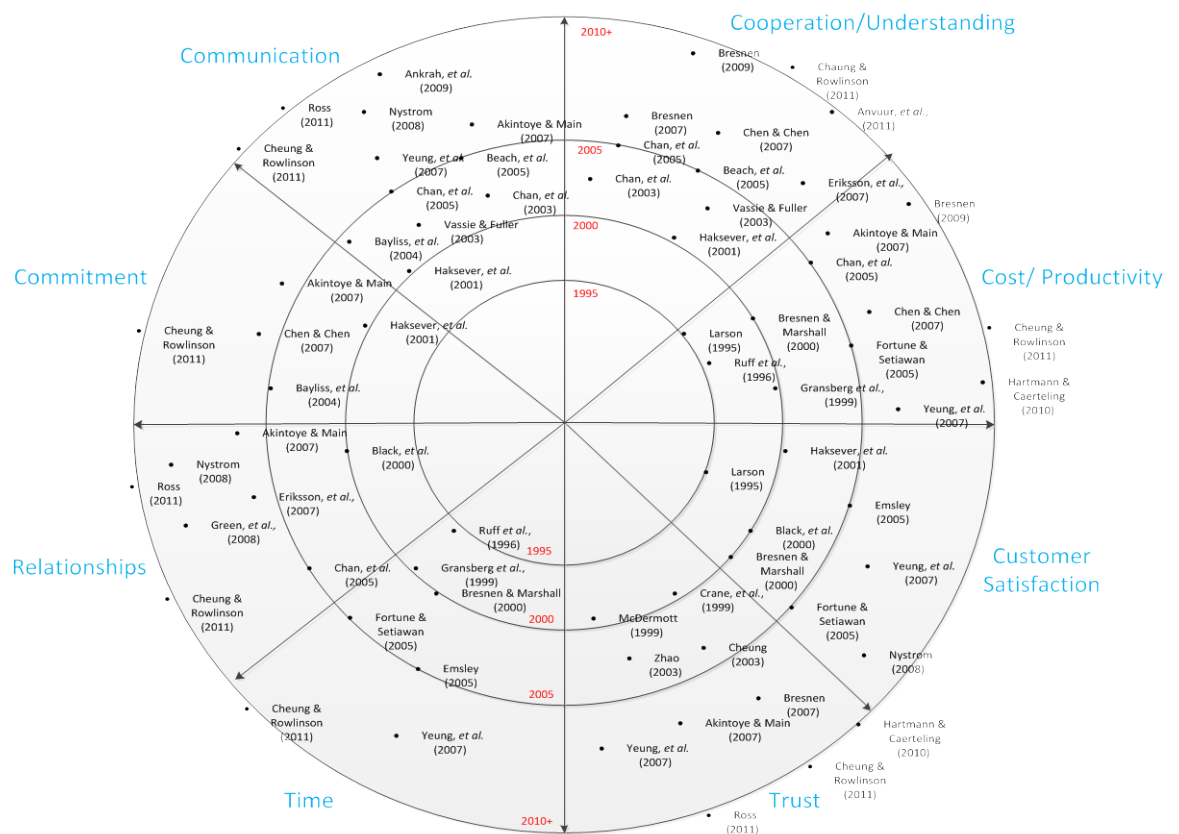 Communication
Ankrah, et al.
(2009)
Ross
(2011)
Nystrom
(2008)
Akintoye & Main
(2007)
Cheung &
Rowlinson
(2011)
Yeung, et al.
(2007)
Beach, et al.
(2005)
Chan, et al.
(2005)
Chan, et al.
(2003)
Vassie & Fuller
(2003)
Bayliss, et al.
(2004)
Haksever, et al.
(2001)
2010+
2005
2000
1995
Cooperation/Understanding
Bresnen
(2009)
Chaung &
Rowlinson
(2011)
Anvuur, et al.,
(2011)
Bresnen
(2007)
Chen & Chen
(2007)
Chan, et al.
(2005)
Beach, et al.
(2005)
Chan, et al.
(2003)
Eriksson, et al.,
(2007)
Vassie & Fuller
(2003)
Haksever, et al.
(2001)
Cost/ Productivity
Bresnen
(2009)
Akintoye & Main
(2007)
Chan, et al.
(2005)
Chen & Chen
(2007)
Cheung &
Rowlinson
(2011)
Bresnen &
Marshall
(2000)
Larson
(1995)
Fortune &
Setiawan
(2005)
Ruff et al.,
(1996)
Gransberg et al.,
(1999)
Hartmann &
Caerteling
(2010)
Yeung, et al.
(2007)
Commitment
Akintoye & Main
(2007)
Cheung &
Rowlinson
(2011)
Chen & Chen
(2007)
Haksever, et al.
(2001)
Bayliss, et al.
(2004)
Relationships
Akintoye & Main
(2007)
Nystrom
(2008)
Black, et al.
(2000)
Ross
(2011)
Eriksson, et al.,
(2007)
Green, et al.,
(2008)
Chan, et al.
(2005)
Cheung &
Rowlinson
(2011)
Customer
Satisfaction
Haksever, et al.
(2001)
Larson
(1995)
Emsley
(2005)
Black, et al.
(2000)
Bresnen &
Marshall
(2000)
Yeung, et al.
(2007)
Fortune &
Setiawan
(2005)
Nystrom
(2008)
Time
Ruff et al.,
(1996)
Gransberg et al.,
(1999)
Bresnen & Marshall
(2000)
Fortune &
Setiawan
(2005)
Emsley
(2005)
Cheung &
Rowlinson
(2011)
Yeung, et al.
(2007)
1995
2000
2005
2010+
Trust
Crane, et al.,
(1999)
McDermott
(1999)
Cheung
(2003)
Zhao
(2003)
Bresnen
(2007)
Akintoye & Main
(2007)
Hartmann &
Caerteling
(2010)
Yeung, et al.
(2007)
Cheung &
Rowlinson
(2011)
Ross
(2011)